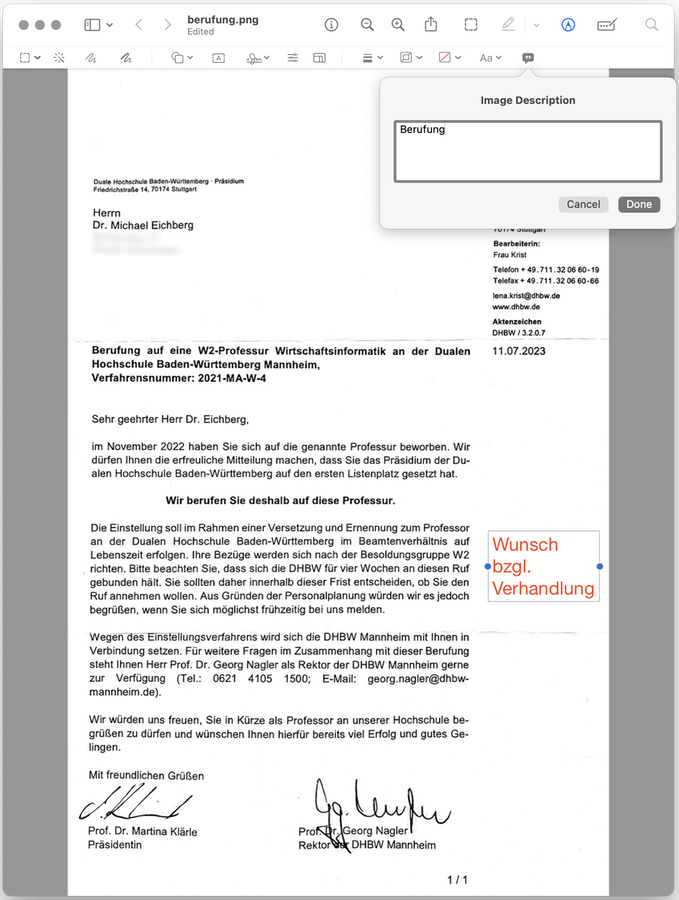 berufung.png
Edited
Aa
Image Description
Berufung
Cancel
Done
Duale Hochschule Baden-Württemberg · Präsidium
Friedrichstraße 14, 70174 Stuttgart
Herrn
Dr. Michael Eichberg
70174 Stuttgart
Bearbeiterin:
Frau Krist
Telefon + 49.711.32 06 60-19
Telefax + 49.711.32 06 60-66
lena.krist@dhbw.de
www.dhbw.de
Aktenzeichen
DHBW / 3.2.0.7
11.07.2023
Berufung auf eine W2-Professur Wirtschaftsinformatik an der Dualen
Hochschule Baden-Württemberg Mannheim,
Verfahrensnummer: 2021-MA-W-4
Sehr geehrter Herr Dr. Eichberg,
im November 2022 haben Sie sich auf die genannte Professur beworben. Wir
dürfen Ihnen die erfreuliche Mitteilung machen, dass Sie das Präsidium der Du-
alen Hochschule Baden-Württemberg auf den ersten Listenplatz gesetzt hat.
Wir berufen Sie deshalb auf diese Professur.
Die Einstellung soll im Rahmen einer Versetzung und Ernennung zum Professor
an der Dualen Hochschule Baden-Württemberg im Beamtenverhältnis auf
Lebenszeit erfolgen. Ihre Bezüge werden sich nach der Besoldungsgruppe W2
richten. Bitte beachten Sie, dass sich die DHBW für vier Wochen an diesen Ruf
gebunden hält. Sie sollten daher innerhalb dieser Frist entscheiden, ob Sie den
Ruf annehmen wollen. Aus Gründen der Personalplanung würden wir es jedoch
begrüßen, wenn Sie sich möglichst frühzeitig bei uns melden.
Wunsch
bzgl.
Verhandlung
Wegen des Einstellungsverfahrens wird sich die DHBW Mannheim mit Ihnen in
Verbindung setzen. Für weitere Fragen im Zusammenhang mit dieser Berufung
steht Ihnen Herr Prof. Dr. Georg Nagler als Rektor der DHBW Mannheim gerne
zur Verfügung (Tel.: 0621 4105 1500; E-Mail: georg.nagler@dhbw-
mannheim.de).
Wir würden uns freuen, Sie in Kürze als Professor an unserer Hochschule be-
grüßen zu dürfen und wünschen Ihnen hierfür bereits viel Erfolg und gutes Ge-
lingen.
Mit freundlichen Grüßen
Prof. Dr. Martina Klärle
Präsidentin
Prof. Dr. Georg Nagler
Rektor der DHBW Mannheim
1 / 1